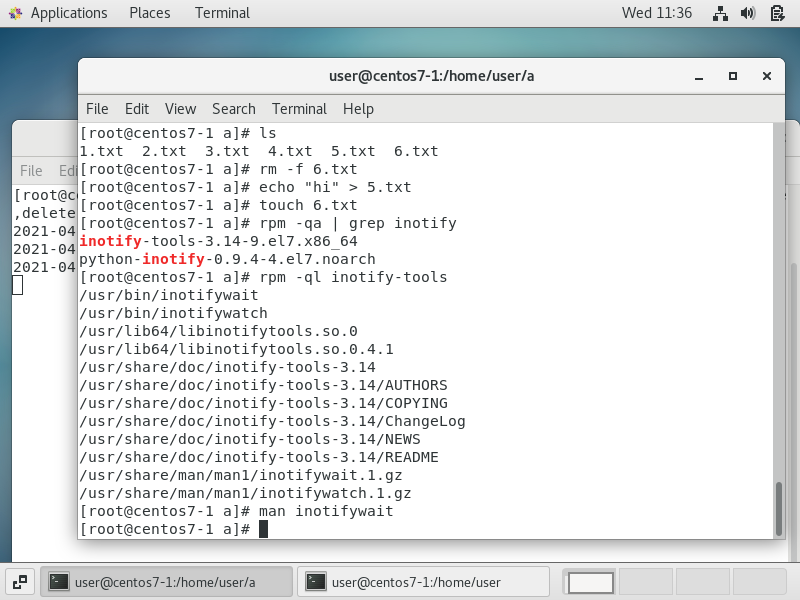 Applications Places Terminal Wed 11:36
user@centos7-1:/home/user/a
File Edit View Search Terminal Help
[root@centos7-1 a]# ls
1.txt 2.txt 3.txt 4.txt 5.txt 6.txt
[root@centos7-1 a]# rm -f 6.txt
[root@centos7-1 a]# echo "hi" > 5.txt
[root@centos7-1 a]# touch 6.txt
[root@centos7-1 a]# rpm -qa | grep inotify
inotify-tools-3.14-9.el7.x86_64
python-inotify-0.9.4-4.el7.noarch
[root@centos7-1 a]# rpm -ql inotify-tools
/usr/bin/inotifywait
/usr/bin/inotifywatch
/usr/lib64/libinotifytools.so.0
/usr/lib64/libinotifytools.so.0.4.1
/usr/share/doc/inotify-tools-3.14
/usr/share/doc/inotify-tools-3.14/AUTHORS
/usr/share/doc/inotify-tools-3.14/COPYING
/usr/share/doc/inotify-tools-3.14/ChangeLog
/usr/share/doc/inotify-tools-3.14/NEWS
/usr/share/doc/inotify-tools-3.14/README
/usr/share/man/man1/inotifywait.1.gz
/usr/share/man/man1/inotifywatch.1.gz
[root@centos7-1 a]# man inotifywait
[root@centos7-1 a]#
File Edi
[root@c
,delete
2021-04
2021-04
2021-04
user@centos7-1:/home/user/a user@centos7-1:/home/user